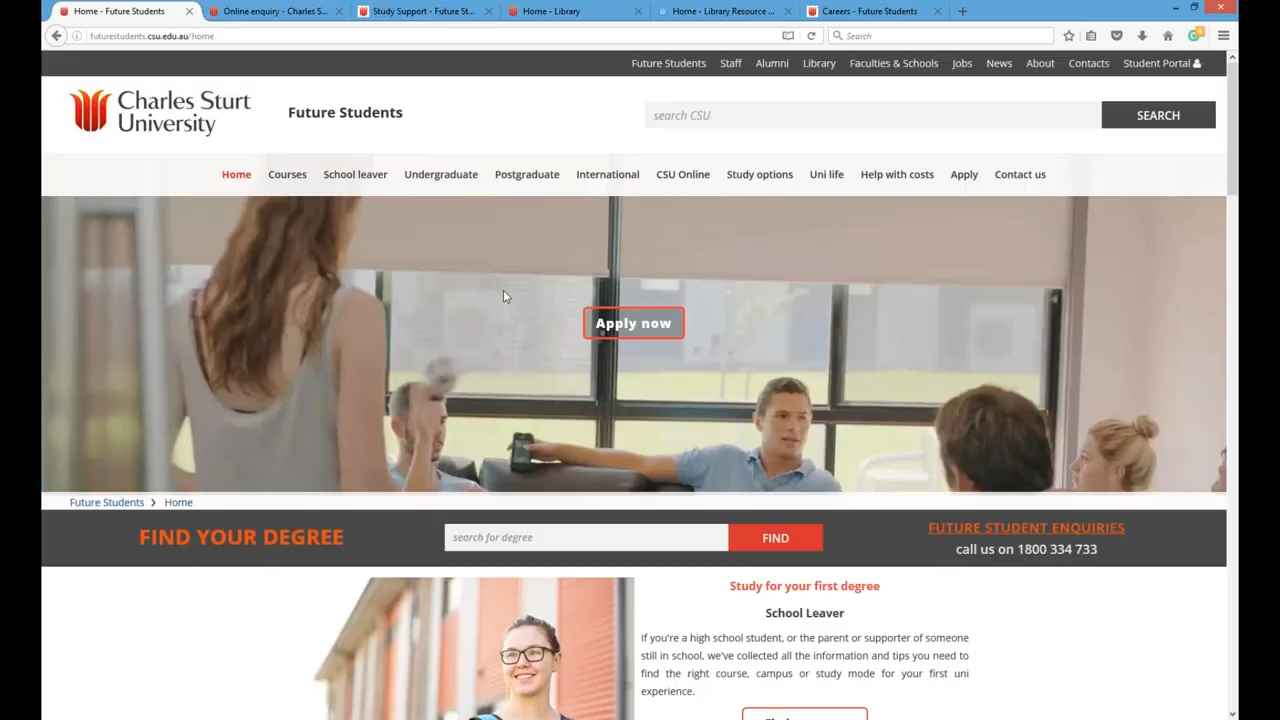 Home - Future Students
Online enquiry - Charles S...
Study Support - Future St...
Home - Library
Home - Library Resource ...
Careers - Future Students
futurestudents.csu.edu.au/home
Search
Future Students
Staff
Alumni
Library
Faculties & Schools
Jobs
News
About
Contacts
Student Portal
Charles Sturt
University
Future Students
search CSU
SEARCH
Home
Courses
School leaver
Undergraduate
Postgraduate
International
CSU Online
Study options
Uni life
Help with costs
Apply
Contact us
Apply now
Future Students
Home
FIND YOUR DEGREE
search for degree
FIND
FUTURE STUDENT ENQUIRIES
call us on 1800 334 733
Study for your first degree
School Leaver
If you're a high school student, or the parent or supporter of someone
still in school, we've collected all the information and tips you need to
find the right course, campus or study mode for your first uni
experience.